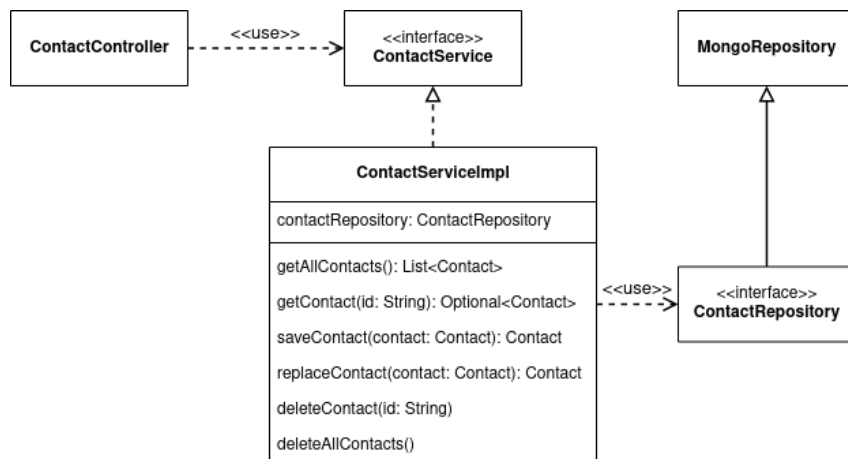 ContactController
<<use>>
<<interface>>
ContactService
MongoRepository
ContactServiceImpl
contactRepository: ContactRepository
getAllContacts(): List<Contact>
getContact(id: String): Optional<Contact>
saveContact(contact: Contact): Contact
replaceContact(contact: Contact): Contact
deleteContact(id: String)
deleteAllContacts()
<<use>>
<<interface>>
ContactRepository